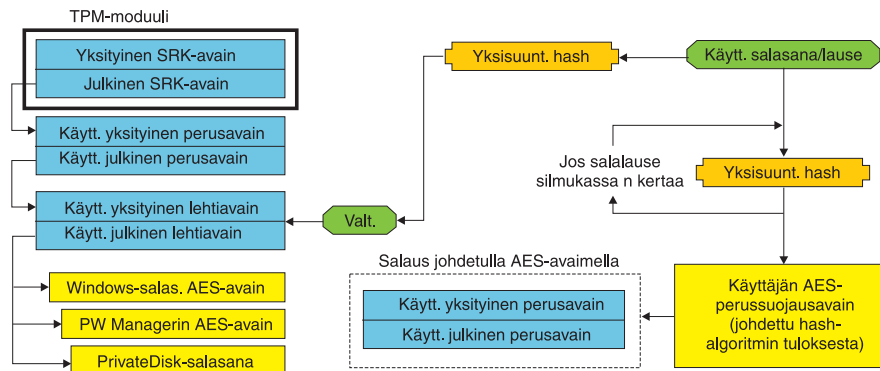 TPM-moduuli
Yksityinen SRK-avain
Julkinen SRK-avain
Käytt. yksityinen perusavain
Käytt. julkinen perusavain
Käytt. yksityinen lehtiavain
Käytt. julkinen lehtiavain
Windows-salas. AES-avain
PW Managerin AES-avain
PrivateDisk-salasana
Yksisuunt. hash
Käytt. salasana/lause
Jos salalause
silmukassa n kertaa
Yksisuunt. hash
Valt.
Salaus johdetulla AES-avaimella
Käytt. yksityinen perusavain
Käytt. julkinen perusavain
Käyttäjän AES-
perussuojausavain
(johdettu hash-
algoritmin tuloksesta)